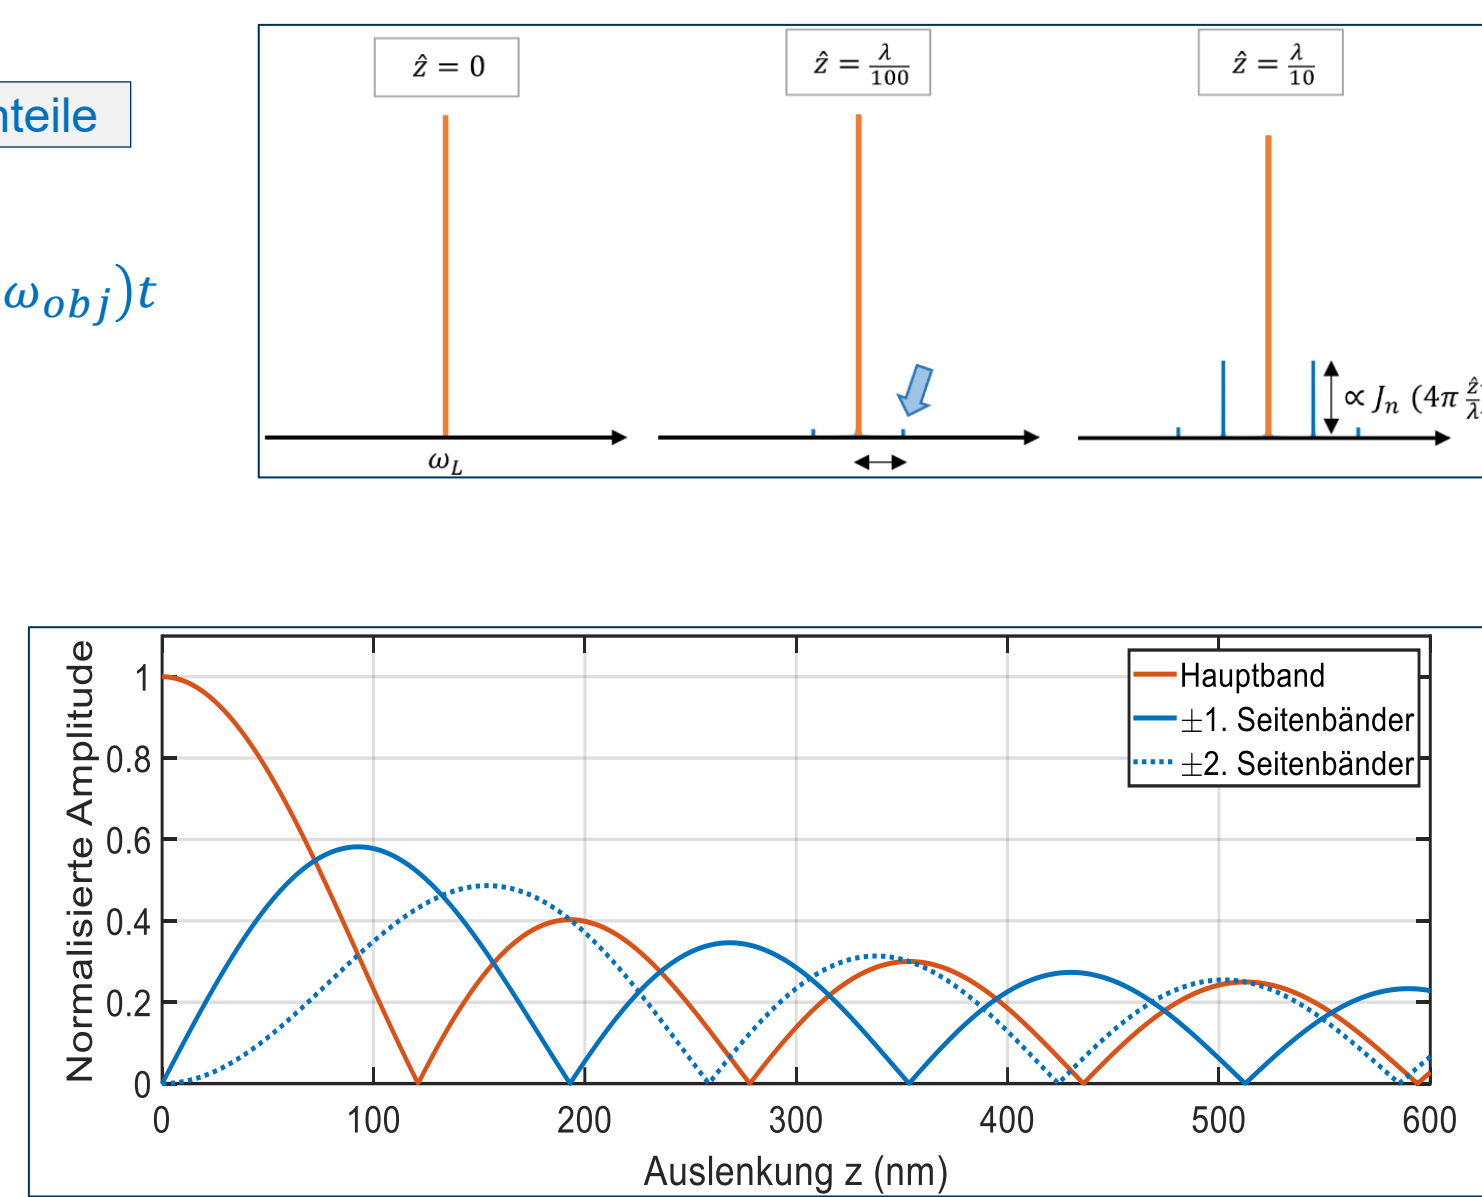 nteile
ω_obj)t
ẑ = 0
ẑ = λ/100
ẑ = λ/10
ω_L
∝ J_n (4π ẑ/λ
Normalisierte Amplitude
1
0.8
0.6
0.4
0.2
0
Hauptband
±1. Seitenbänder
±2. Seitenbänder
0 100 200 300 400 500 600
Auslenkung z (nm)